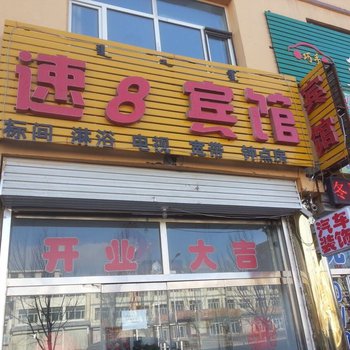 速8宾馆
标间 淋浴 电视 宽带 钟点房
开业大吉
宾馆
汽车
装饰